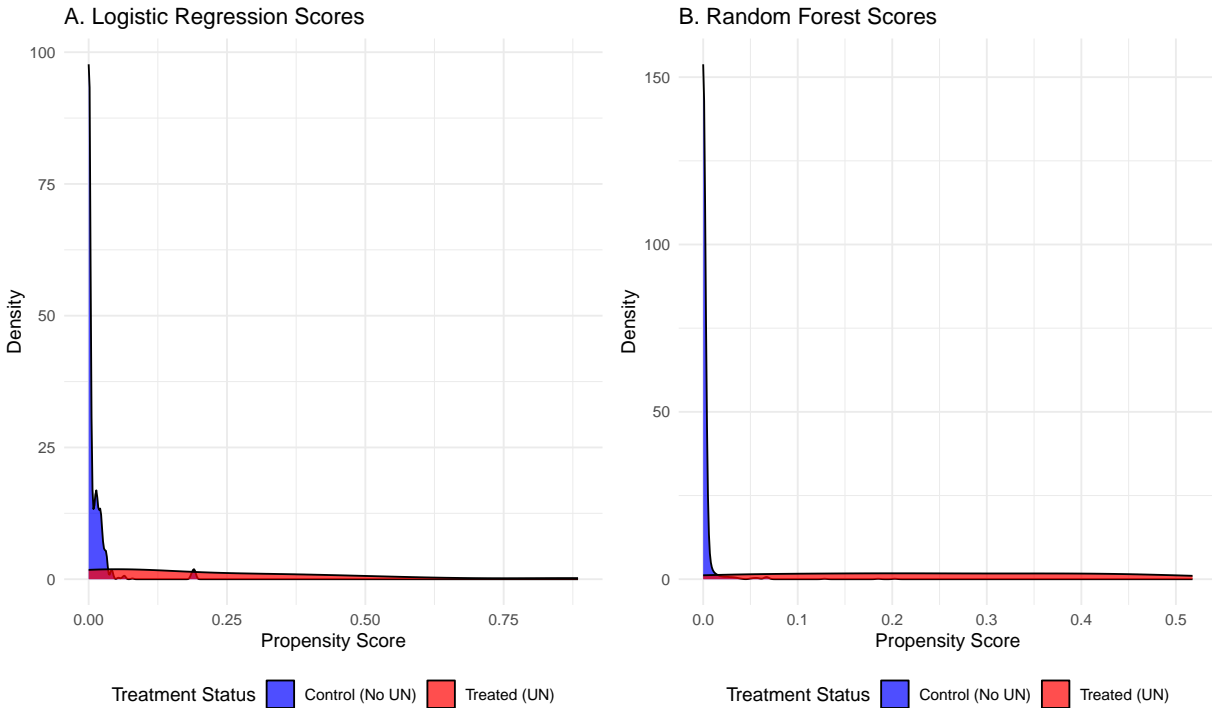 A. Logistic Regression Scores
100
75
50
25
0
Density
0.00 0.25 0.50 0.75
Propensity Score
Treatment Status Control (No UN) Treated (UN)
B. Random Forest Scores
150
100
50
0
Density
0.0 0.1 0.2 0.3 0.4 0.5
Propensity Score
Treatment Status Control (No UN) Treated (UN)